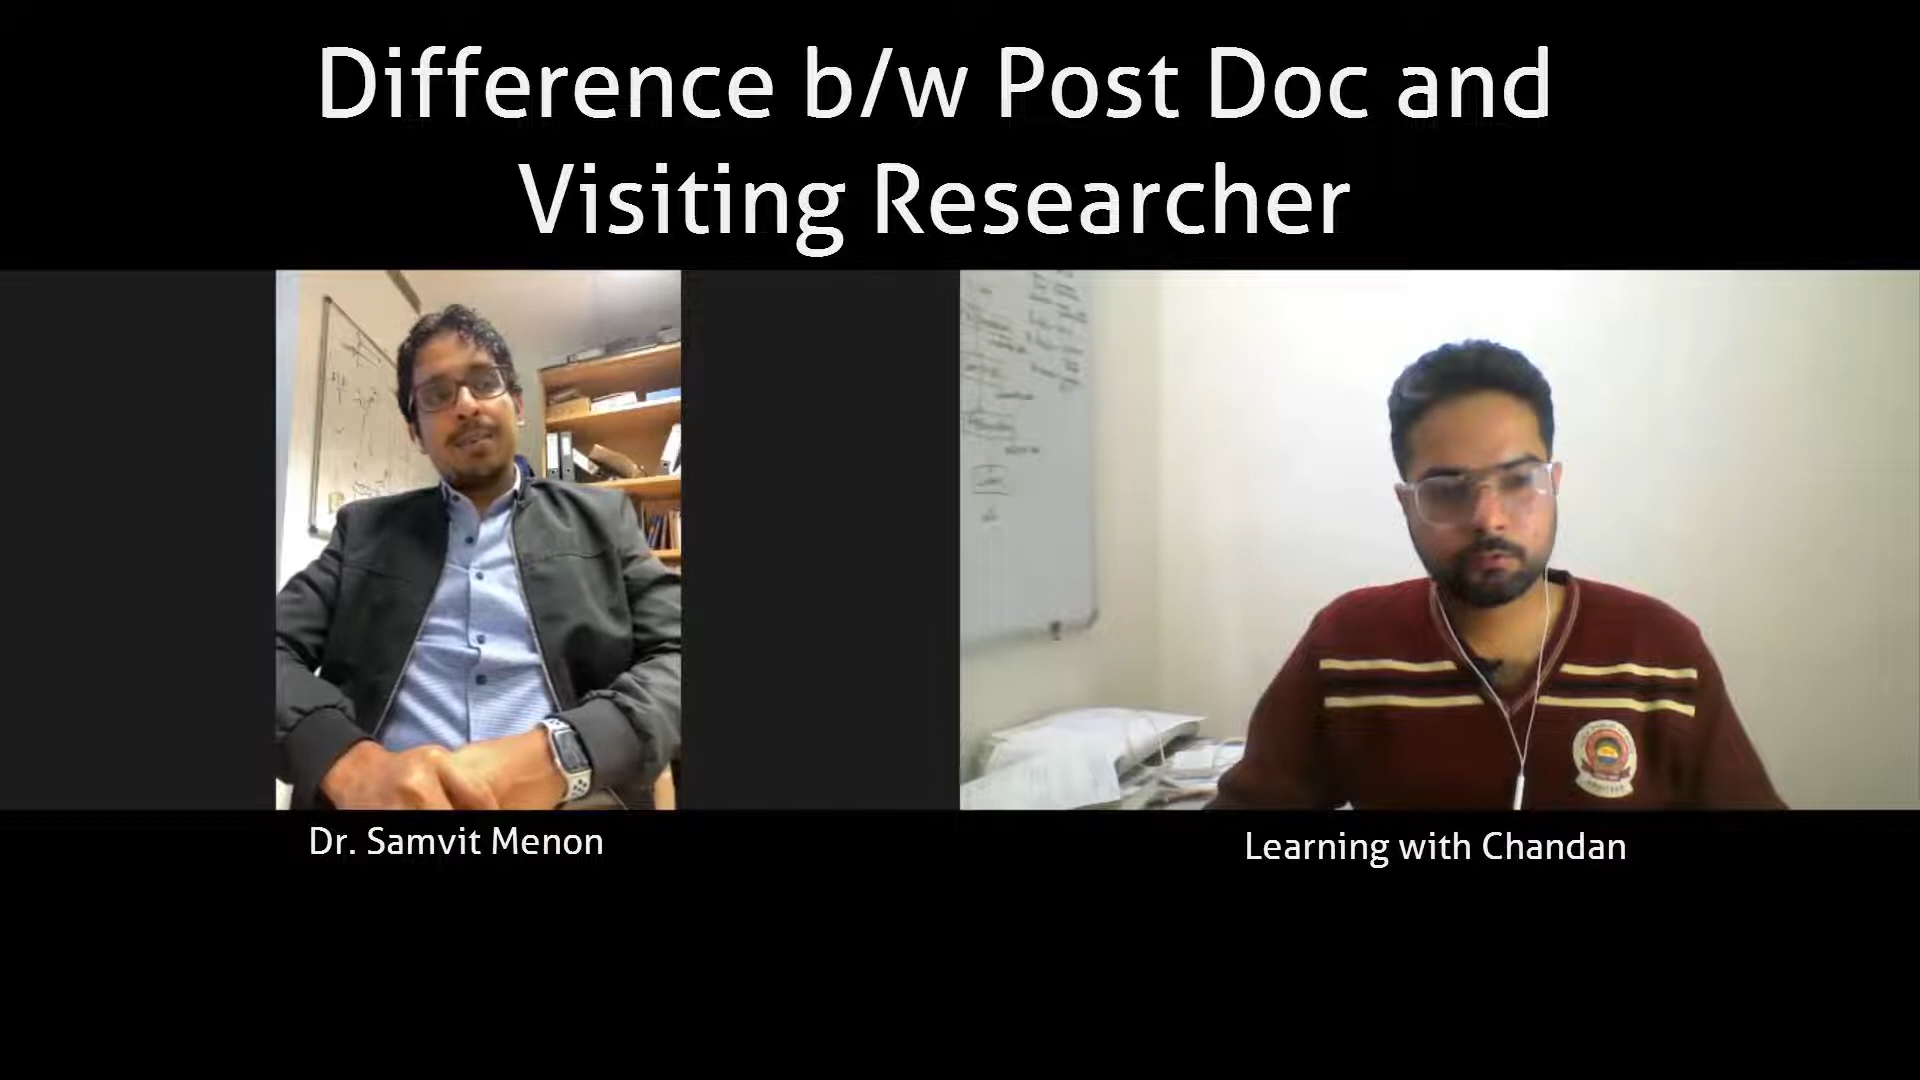 Difference b/w Post Doc and
Visiting Researcher
Dr. Samvit Menon
Learning with Chandan